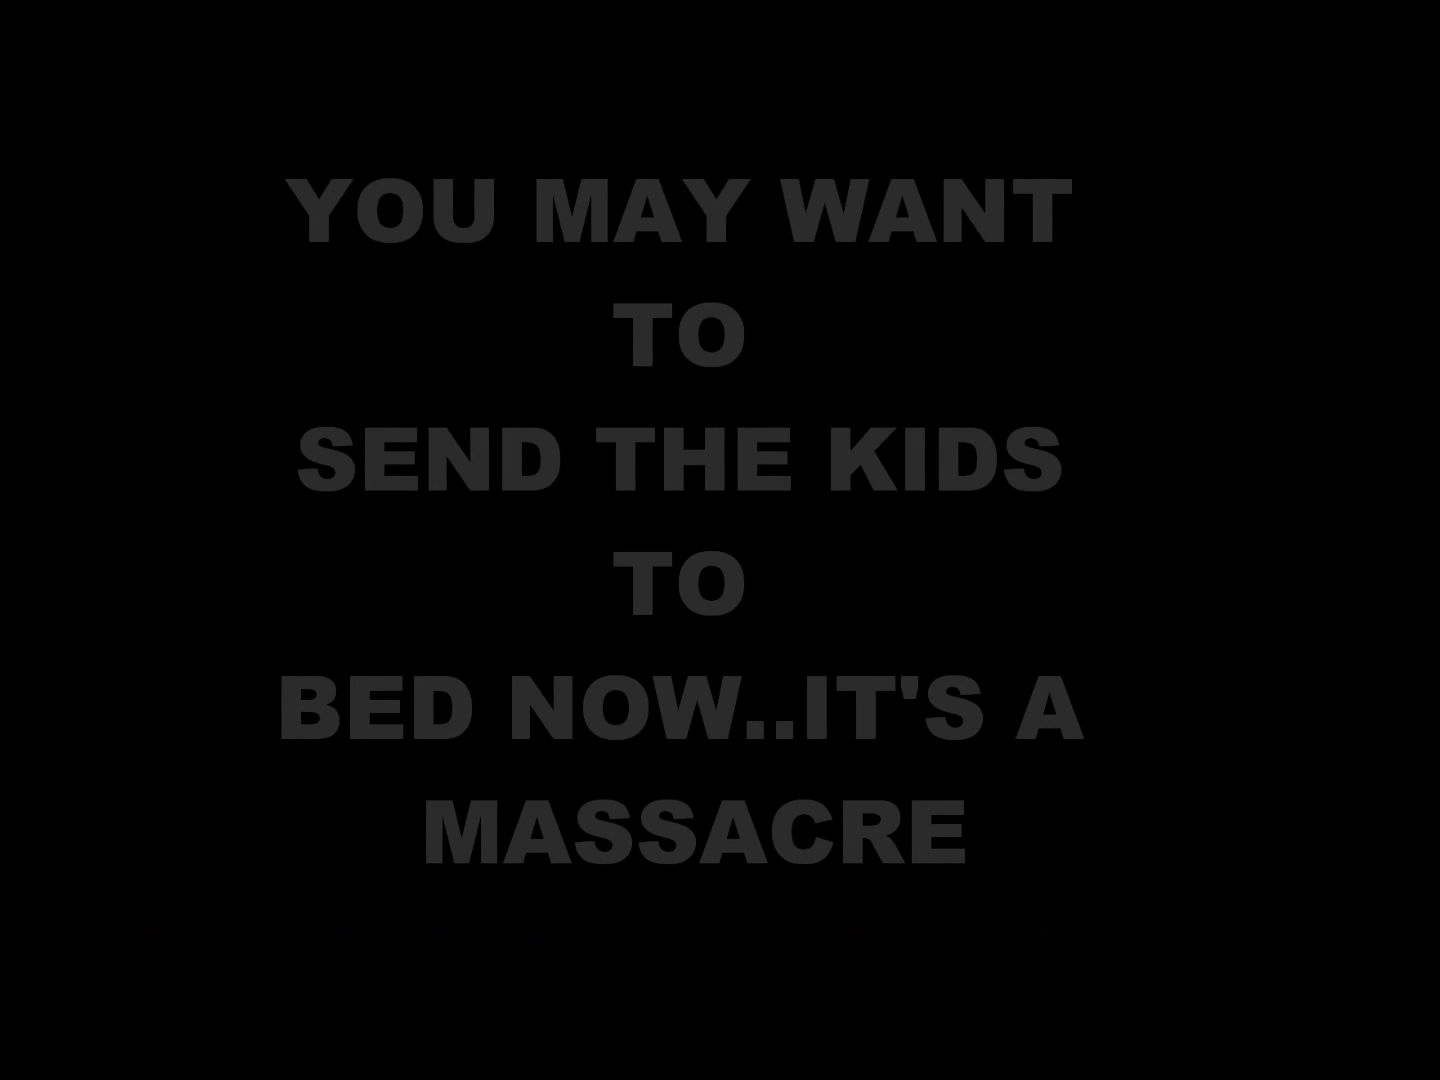 YOU MAY WANT
TO
SEND THE KIDS
TO
BED NOW..IT'S A
MASSACRE